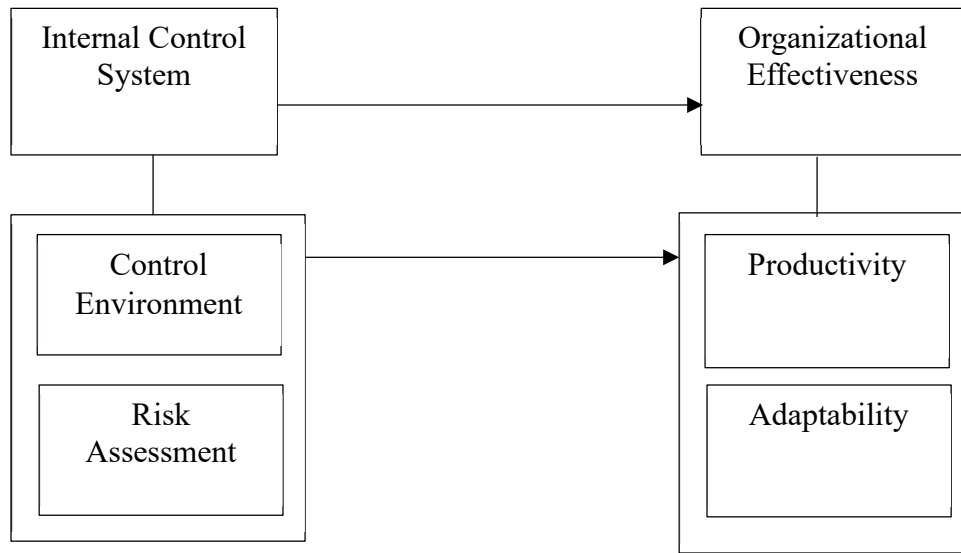 Internal Control
System
Organizational
Effectiveness
Control
Environment
Risk
Assessment
Productivity
Adaptability